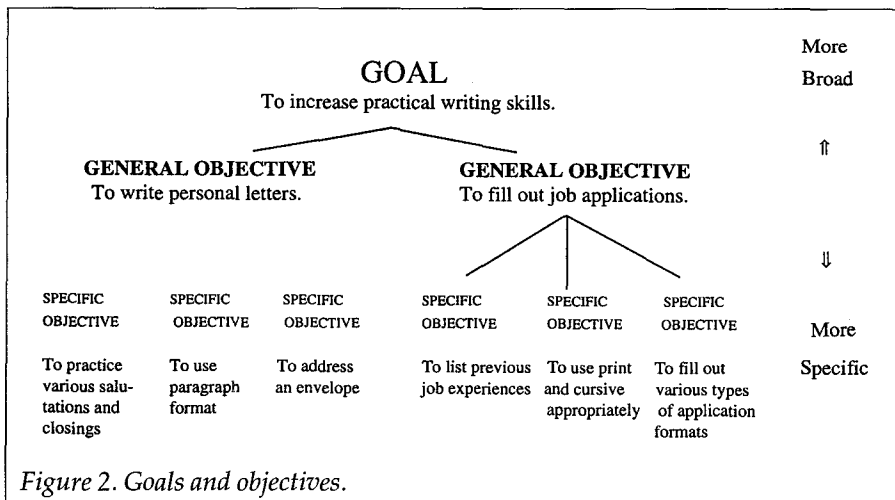 GOAL
To increase practical writing skills.
More
Broad
⇑
GENERAL OBJECTIVE
To write personal letters.
GENERAL OBJECTIVE
To fill out job applications.
⇓
SPECIFIC
OBJECTIVE
To practice
various salu-
tations and
closings
SPECIFIC
OBJECTIVE
To use
paragraph
format
SPECIFIC
OBJECTIVE
To address
an envelope
SPECIFIC
OBJECTIVE
To list previous
job experiences
SPECIFIC
OBJECTIVE
To use print
and cursive
appropriately
SPECIFIC
OBJECTIVE
To fill out
various types
of application
formats
More
Specific
Figure 2. Goals and objectives.